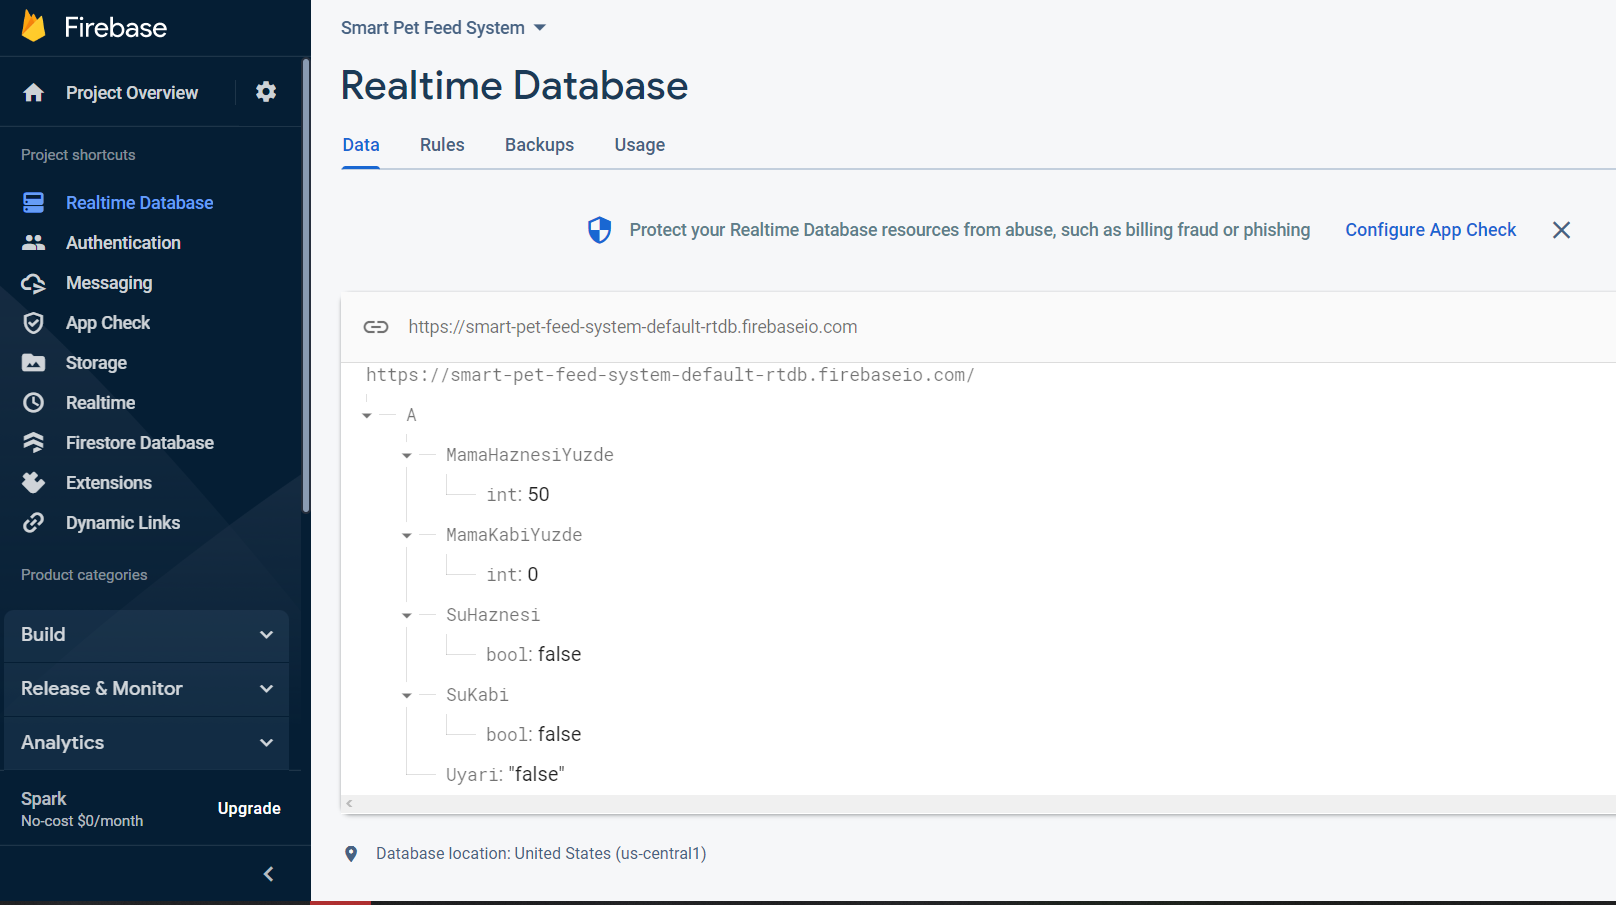 Firebase
Project Overview
Project shortcuts
Realtime Database
Authentication
Messaging
App Check
Storage
Realtime
Firestore Database
Extensions
Dynamic Links
Product categories
Build
Release & Monitor
Analytics
Spark
No-cost $0/month
Upgrade
Smart Pet Feed System
Realtime Database
Data Rules Backups Usage
Protect your Realtime Database resources from abuse, such as billing fraud or phishing Configure App Check
https://smart-pet-feed-system-default-rtdb.firebaseio.com
https://smart-pet-feed-system-default-rtdb.firebaseio.com/
A
MamaHaznesiYuzde
int: 50
MamaKabiYuzde
int: 0
SuHaznesi
bool: false
SuKabi
bool: false
Uyari: "false"
Database location: United States (us-central1)